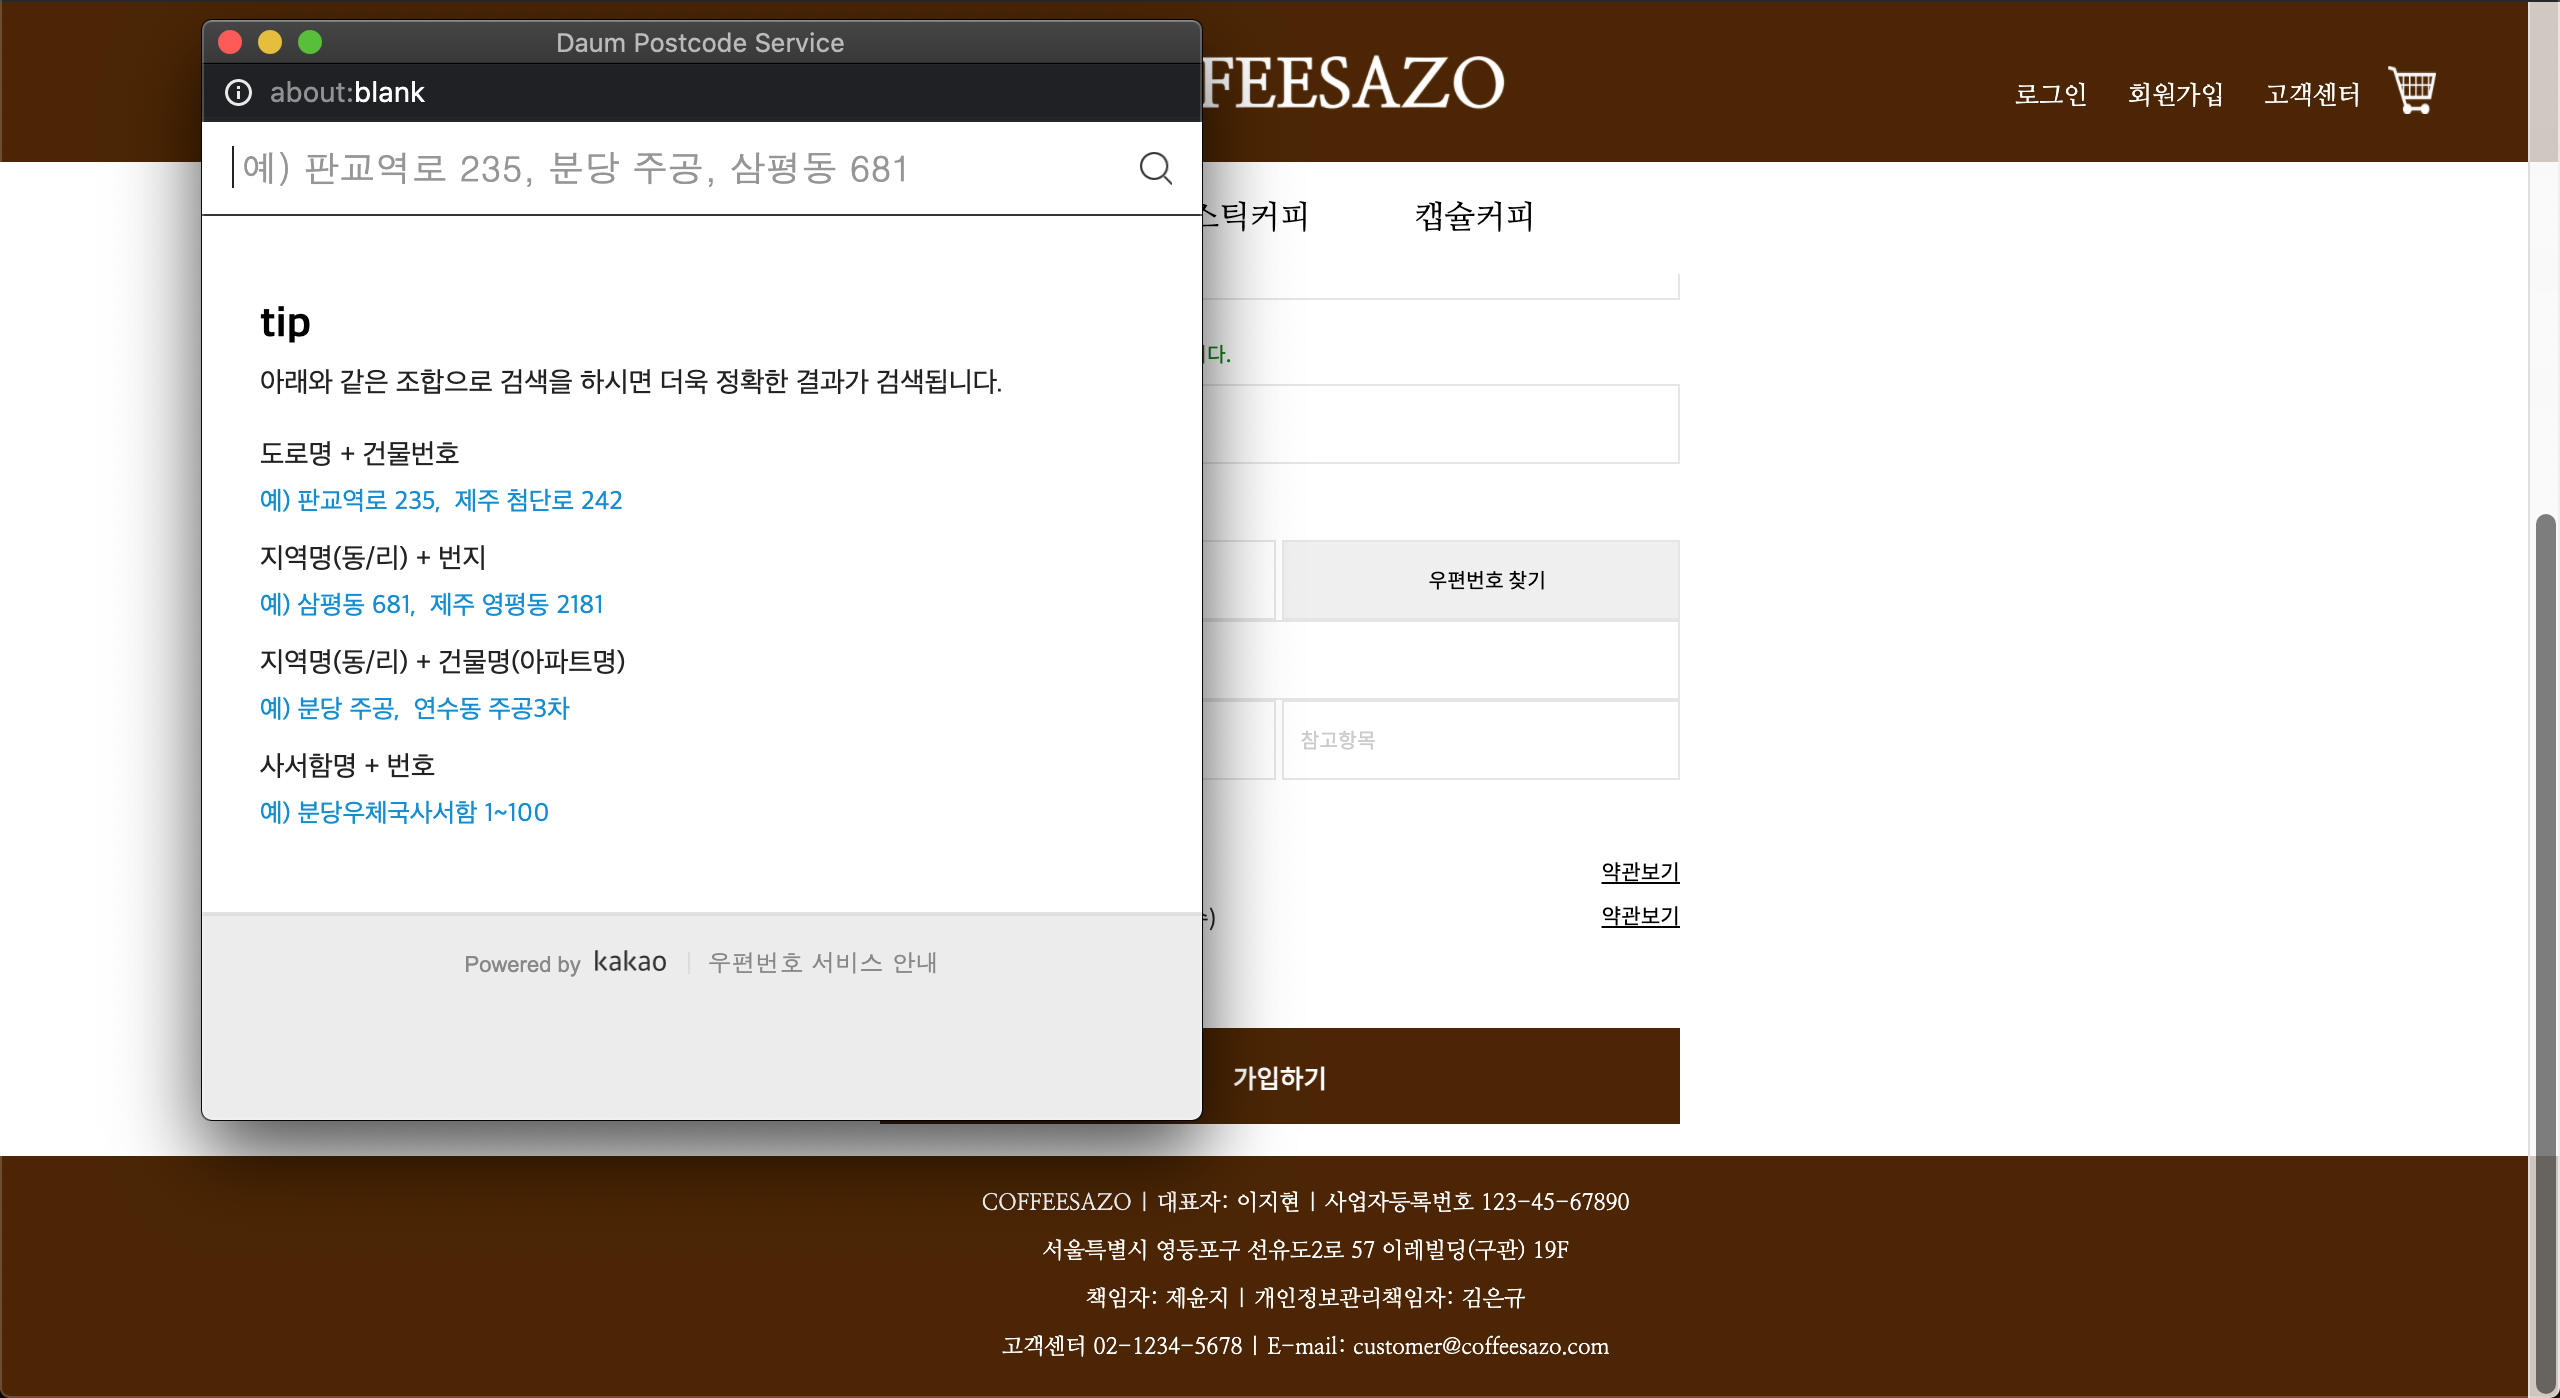 Daum Postcode Service
about:blank
예) 판교역로 235, 분당 주공, 삼평동 681
tip
아래와 같은 조합으로 검색을 하시면 더욱 정확한 결과가 검색됩니다.
도로명 + 건물번호
예) 판교역로 235, 제주 첨단로 242
지역명(동/리) + 번지
예) 삼평동 681, 제주 영평동 2181
지역명(동/리) + 건물명(아파트명)
예) 분당 주공, 연수동 주공3차
사서함명 + 번호
예) 분당우체국사서함 1~100
Powered by kakao | 우편번호 서비스 안내
FEESAZO
로그인 회원가입 고객센터
스틱커피 캡슐커피
다.
우편번호 찾기
참고항목
약관보기
) 약관보기
가입하기
COFFEESAZO | 대표자: 이지현 | 사업자등록번호 123-45-67890
서울특별시 영등포구 선유도2로 57 이레빌딩(구관) 19F
책임자: 제윤지 | 개인정보관리책임자: 김은규
고객센터 02-1234-5678 | E-mail: customer@coffeesazo.com